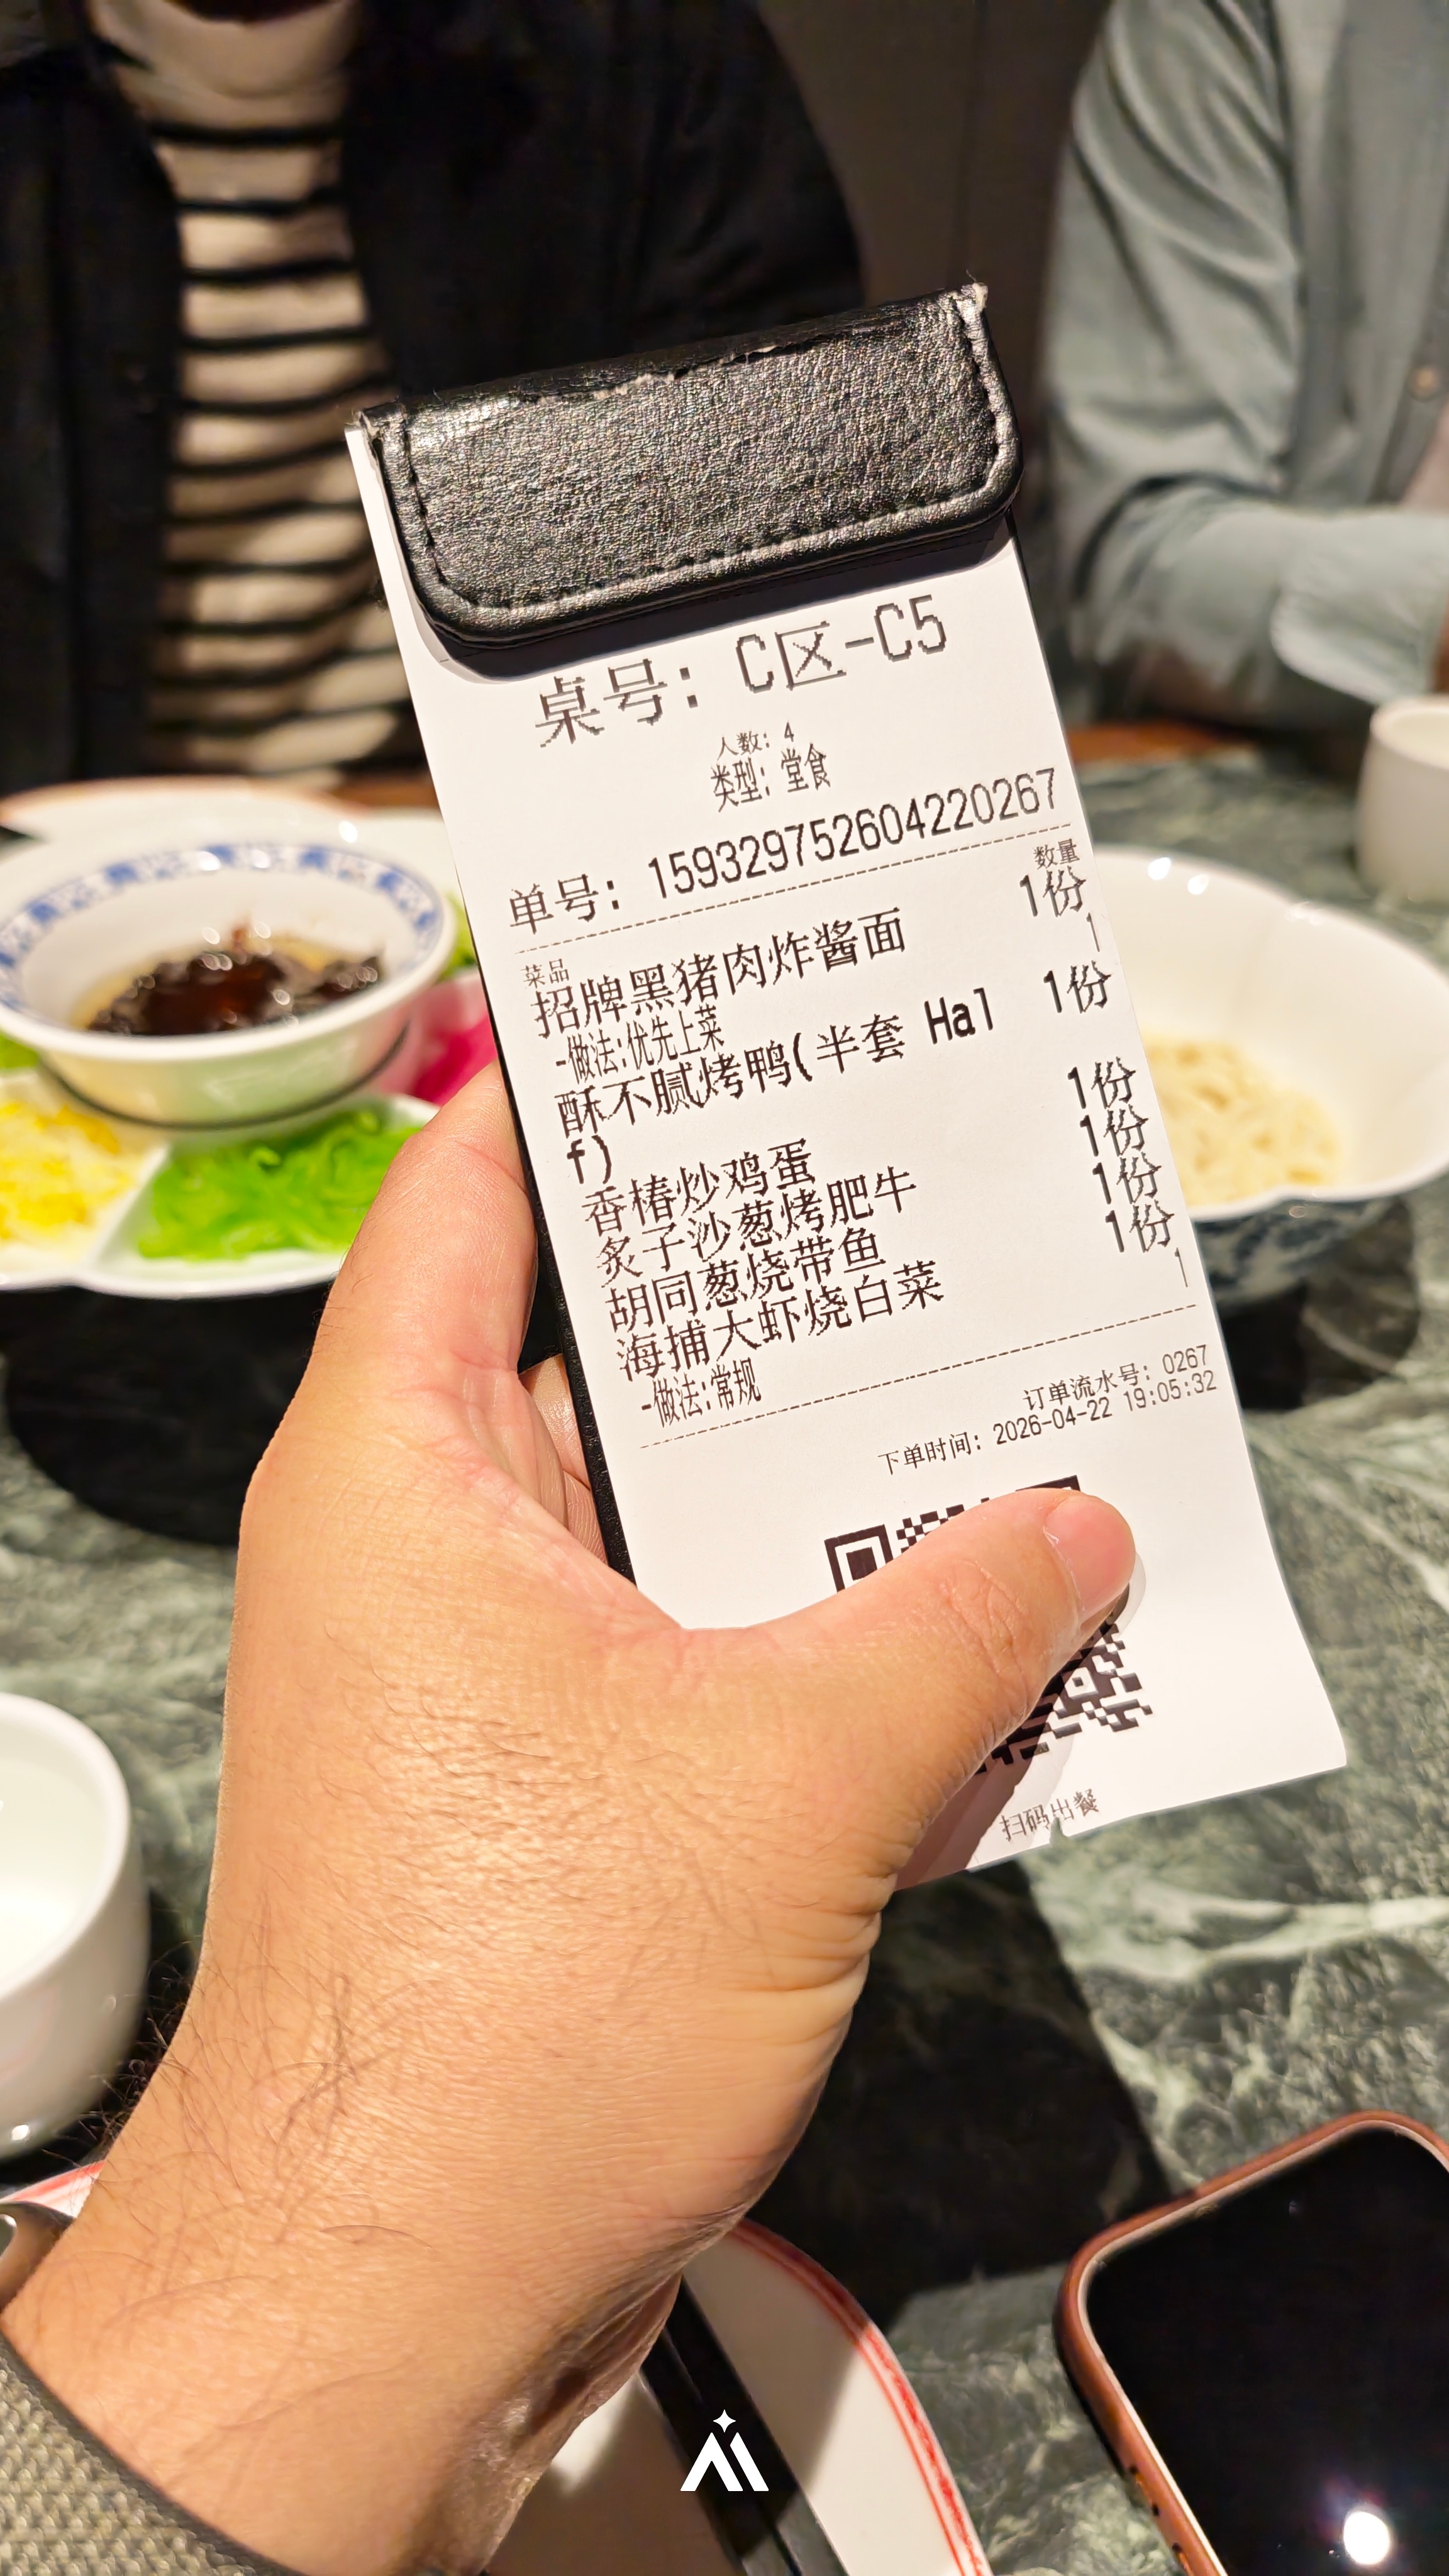 桌号：C区-C5
人数：4
类型：堂食
单号：159329752604220267
菜品 数量
招牌黑猪肉炸酱面 1份
-做法:优先上菜 1
酥不腻烤鸭(半套 Hal 1份
f)
香椿炒鸡蛋 1份
炙子沙葱烤肥牛 1份
胡同葱烧带鱼 1份
海捕大虾烧白菜 1份
-做法:常规 1
订单流水号：0267
下单时间：2026-04-22 19:05:32
扫码出餐